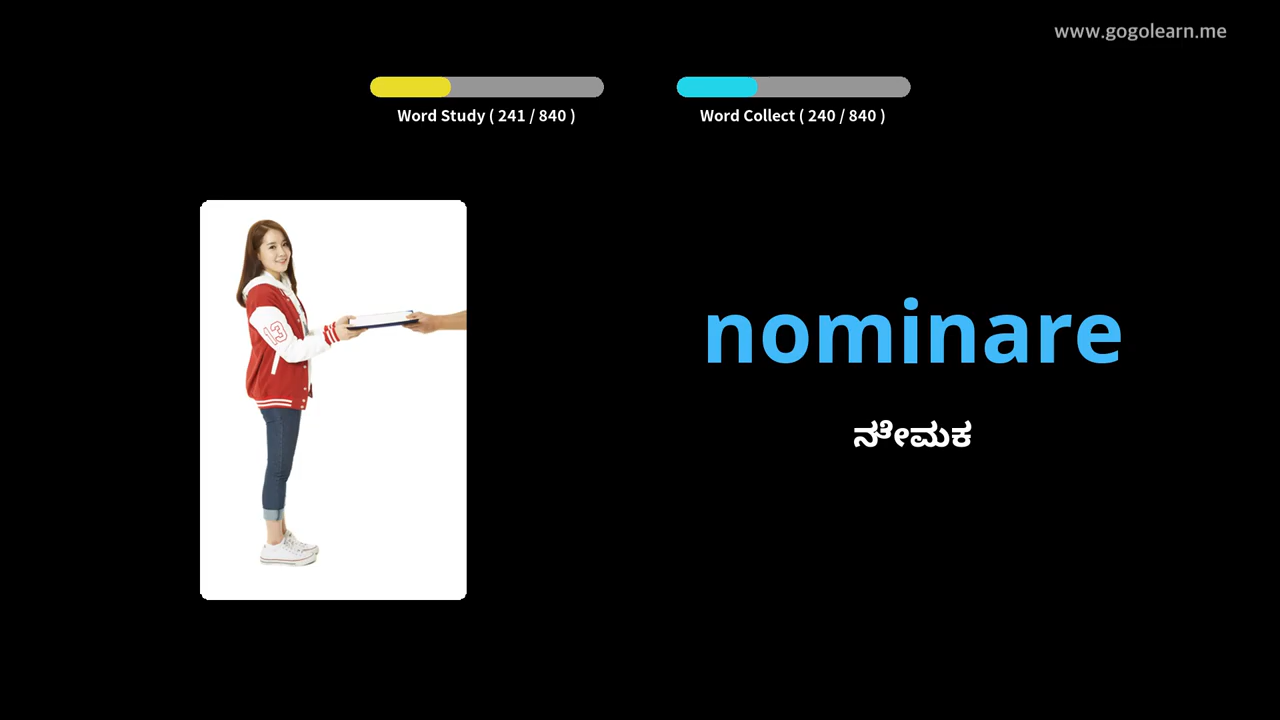 www.gogolearn.me
Word Study ( 241 / 840 )
Word Collect ( 240 / 840 )
13
nominare
ನೇಮಕ